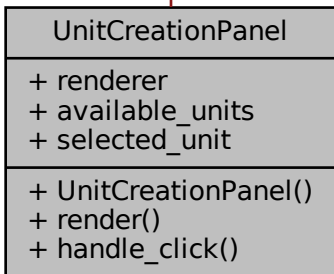 UnitCreationPanel
+ renderer
+ available_units
+ selected_unit
+ UnitCreationPanel()
+ render()
+ handle_click()